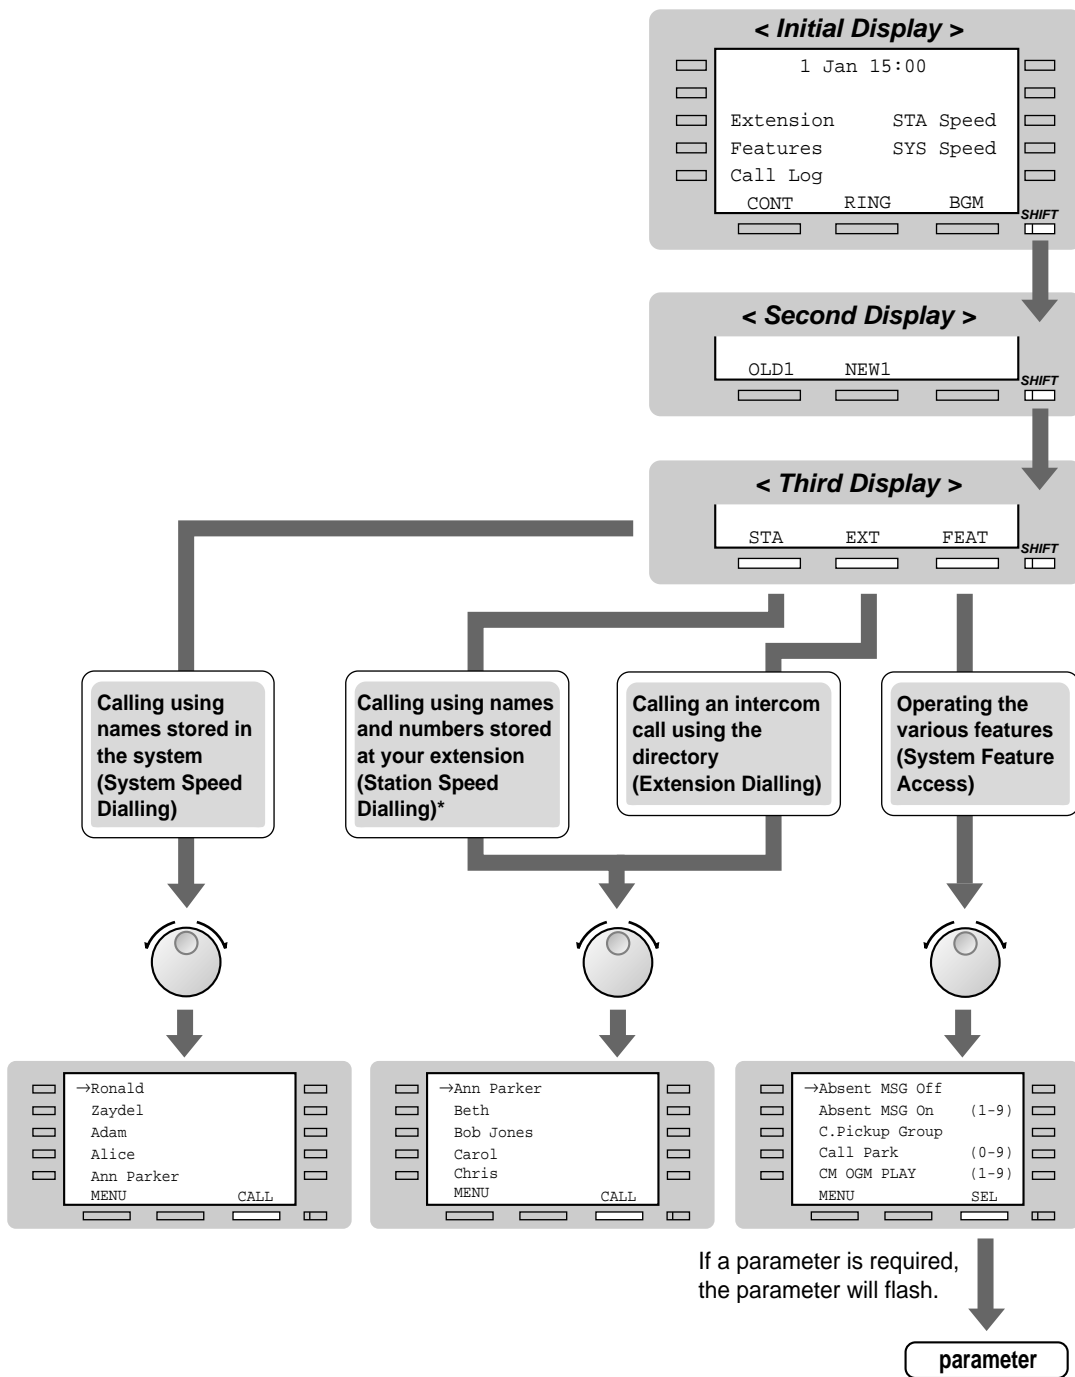 < Initial Display >
1 Jan 15:00
Extension STA Speed
Features SYS Speed
Call Log
CONT RING BGM
SHIFT
< Second Display >
OLD1 NEW1
SHIFT
< Third Display >
STA EXT FEAT
SHIFT
Calling using
names stored in
the system
(System Speed
Dialling)
Calling using names
and numbers stored
at your extension
(Station Speed
Dialling)*
Calling an intercom
call using the
directory
(Extension Dialling)
Operating the
various features
(System Feature
Access)
→Ronald
Zaydel
Adam
Alice
Ann Parker
MENU CALL
→Ann Parker
Beth
Bob Jones
Carol
Chris
MENU CALL
→Absent MSG Off
Absent MSG On (1-9)
C.Pickup Group
Call Park (0-9)
CM OGM PLAY (1-9)
MENU SEL
If a parameter is required,
the parameter will flash.
parameter